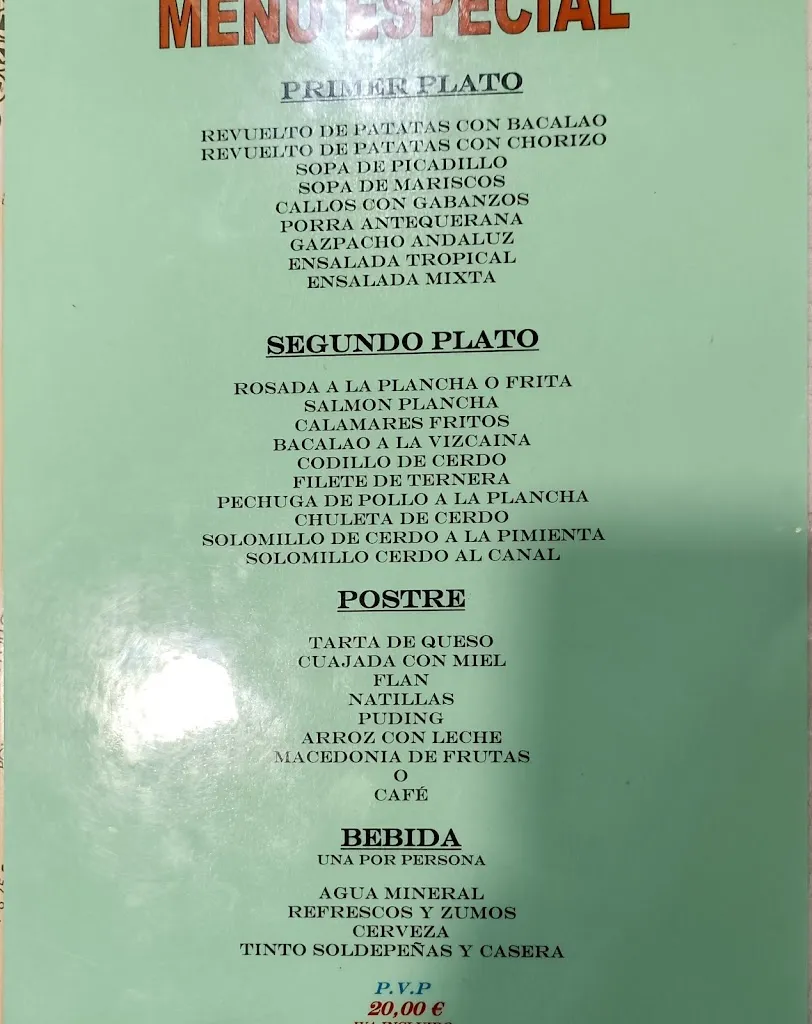 MENÚ ESPECIAL
PRIMER PLATO
REVUELTO DE PATATAS CON BACALAO
REVUELTO DE PATATAS CON CHORIZO
SOPA DE PICADILLO
SOPA DE MARISCOS
CALLOS CON GABANZOS
PORRA ANTEQUERANA
GAZPACHO ANDALUZ
ENSALADA TROPICAL
ENSALADA MIXTA
SEGUNDO PLATO
ROSADA A LA PLANCHA O FRITA
SALMON PLANCHA
CALAMARES FRITOS
BACALAO A LA VIZCAINA
CODILLO DE CERDO
FILETE DE TERNERA
PECHUGA DE POLLO A LA PLANCHA
CHULETA DE CERDO
SOLOMILLO DE CERDO A LA PIMIENTA
SOLOMILLO CERDO AL CANAL
POSTRE
TARTA DE QUESO
CUAJADA CON MIEL
FLAN
NATILLAS
PUDING
ARROZ CON LECHE
MACEDONIA DE FRUTAS
O
CAFÉ
BEBIDA
UNA POR PERSONA
AGUA MINERAL
REFRESCOS Y ZUMOS
CERVEZA
TINTO SOLDEPEÑAS Y CASERA
P.V.P
20,00 €
IVA INCLUIDO